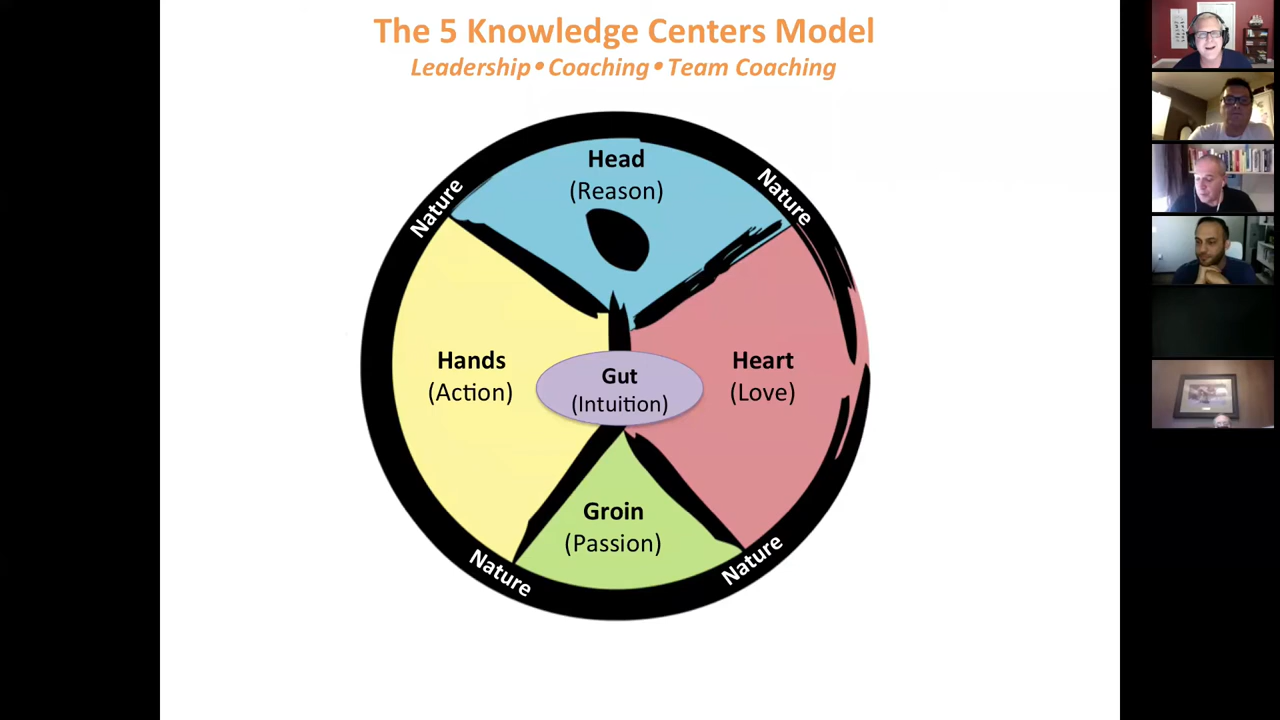 The 5 Knowledge Centers Model
Leadership • Coaching • Team Coaching
Head
(Reason)
Nature
Nature
Hands
(Action)
Gut
(Intuition)
Heart
(Love)
Groin
(Passion)
Nature
Nature